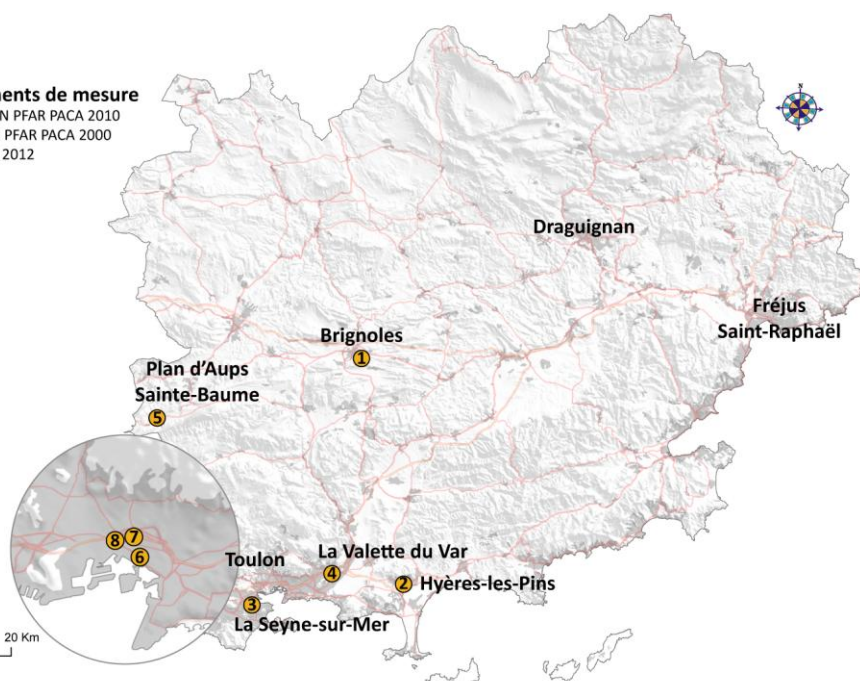 de mesure
N PFAR PACA 2010
PFAR PACA 2000
2012
N
Draguignan
Fréjus
Saint-Raphaël
Brignoles
1
Plan d'Aups
Sainte-Baume
5
8 7
6
Toulon
La Valette du Var
4
2 Hyères-les-Pins
3
La Seyne-sur-Mer
20 Km